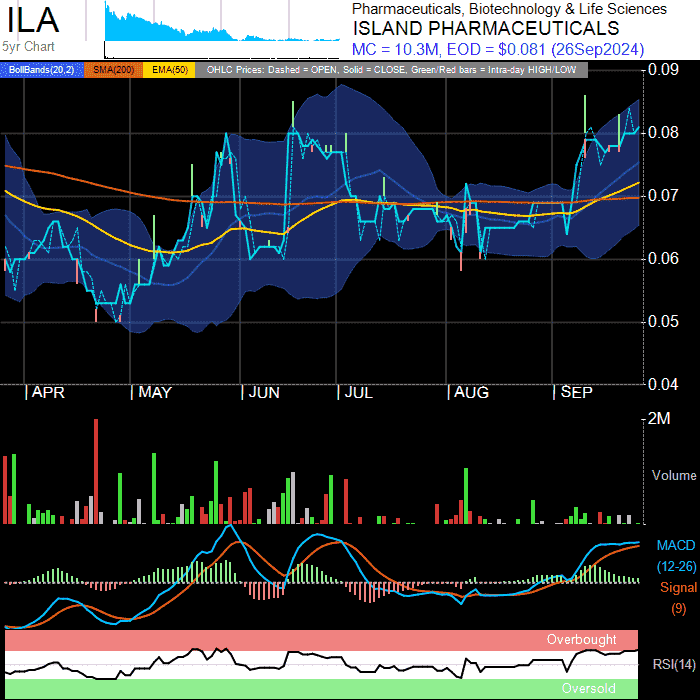 ILA
5yr Chart
Pharmaceuticals, Biotechnology & Life Sciences
ISLAND PHARMACEUTICALS
MC = 10.3M, EOD = $0.081 (26Sep2024)
BollBands(20,2) SMA(200) EMA(50) OHLC Prices: Dashed = OPEN, Solid = CLOSE, Green/Red bars = Intra-day HIGH/LOW
0.09
0.08
0.07
0.06
0.05
0.04
APR MAY JUN JUL AUG SEP
2M
Volume
MACD
(12-26)
Signal
(9)
Overbought
RSI(14)
Oversold